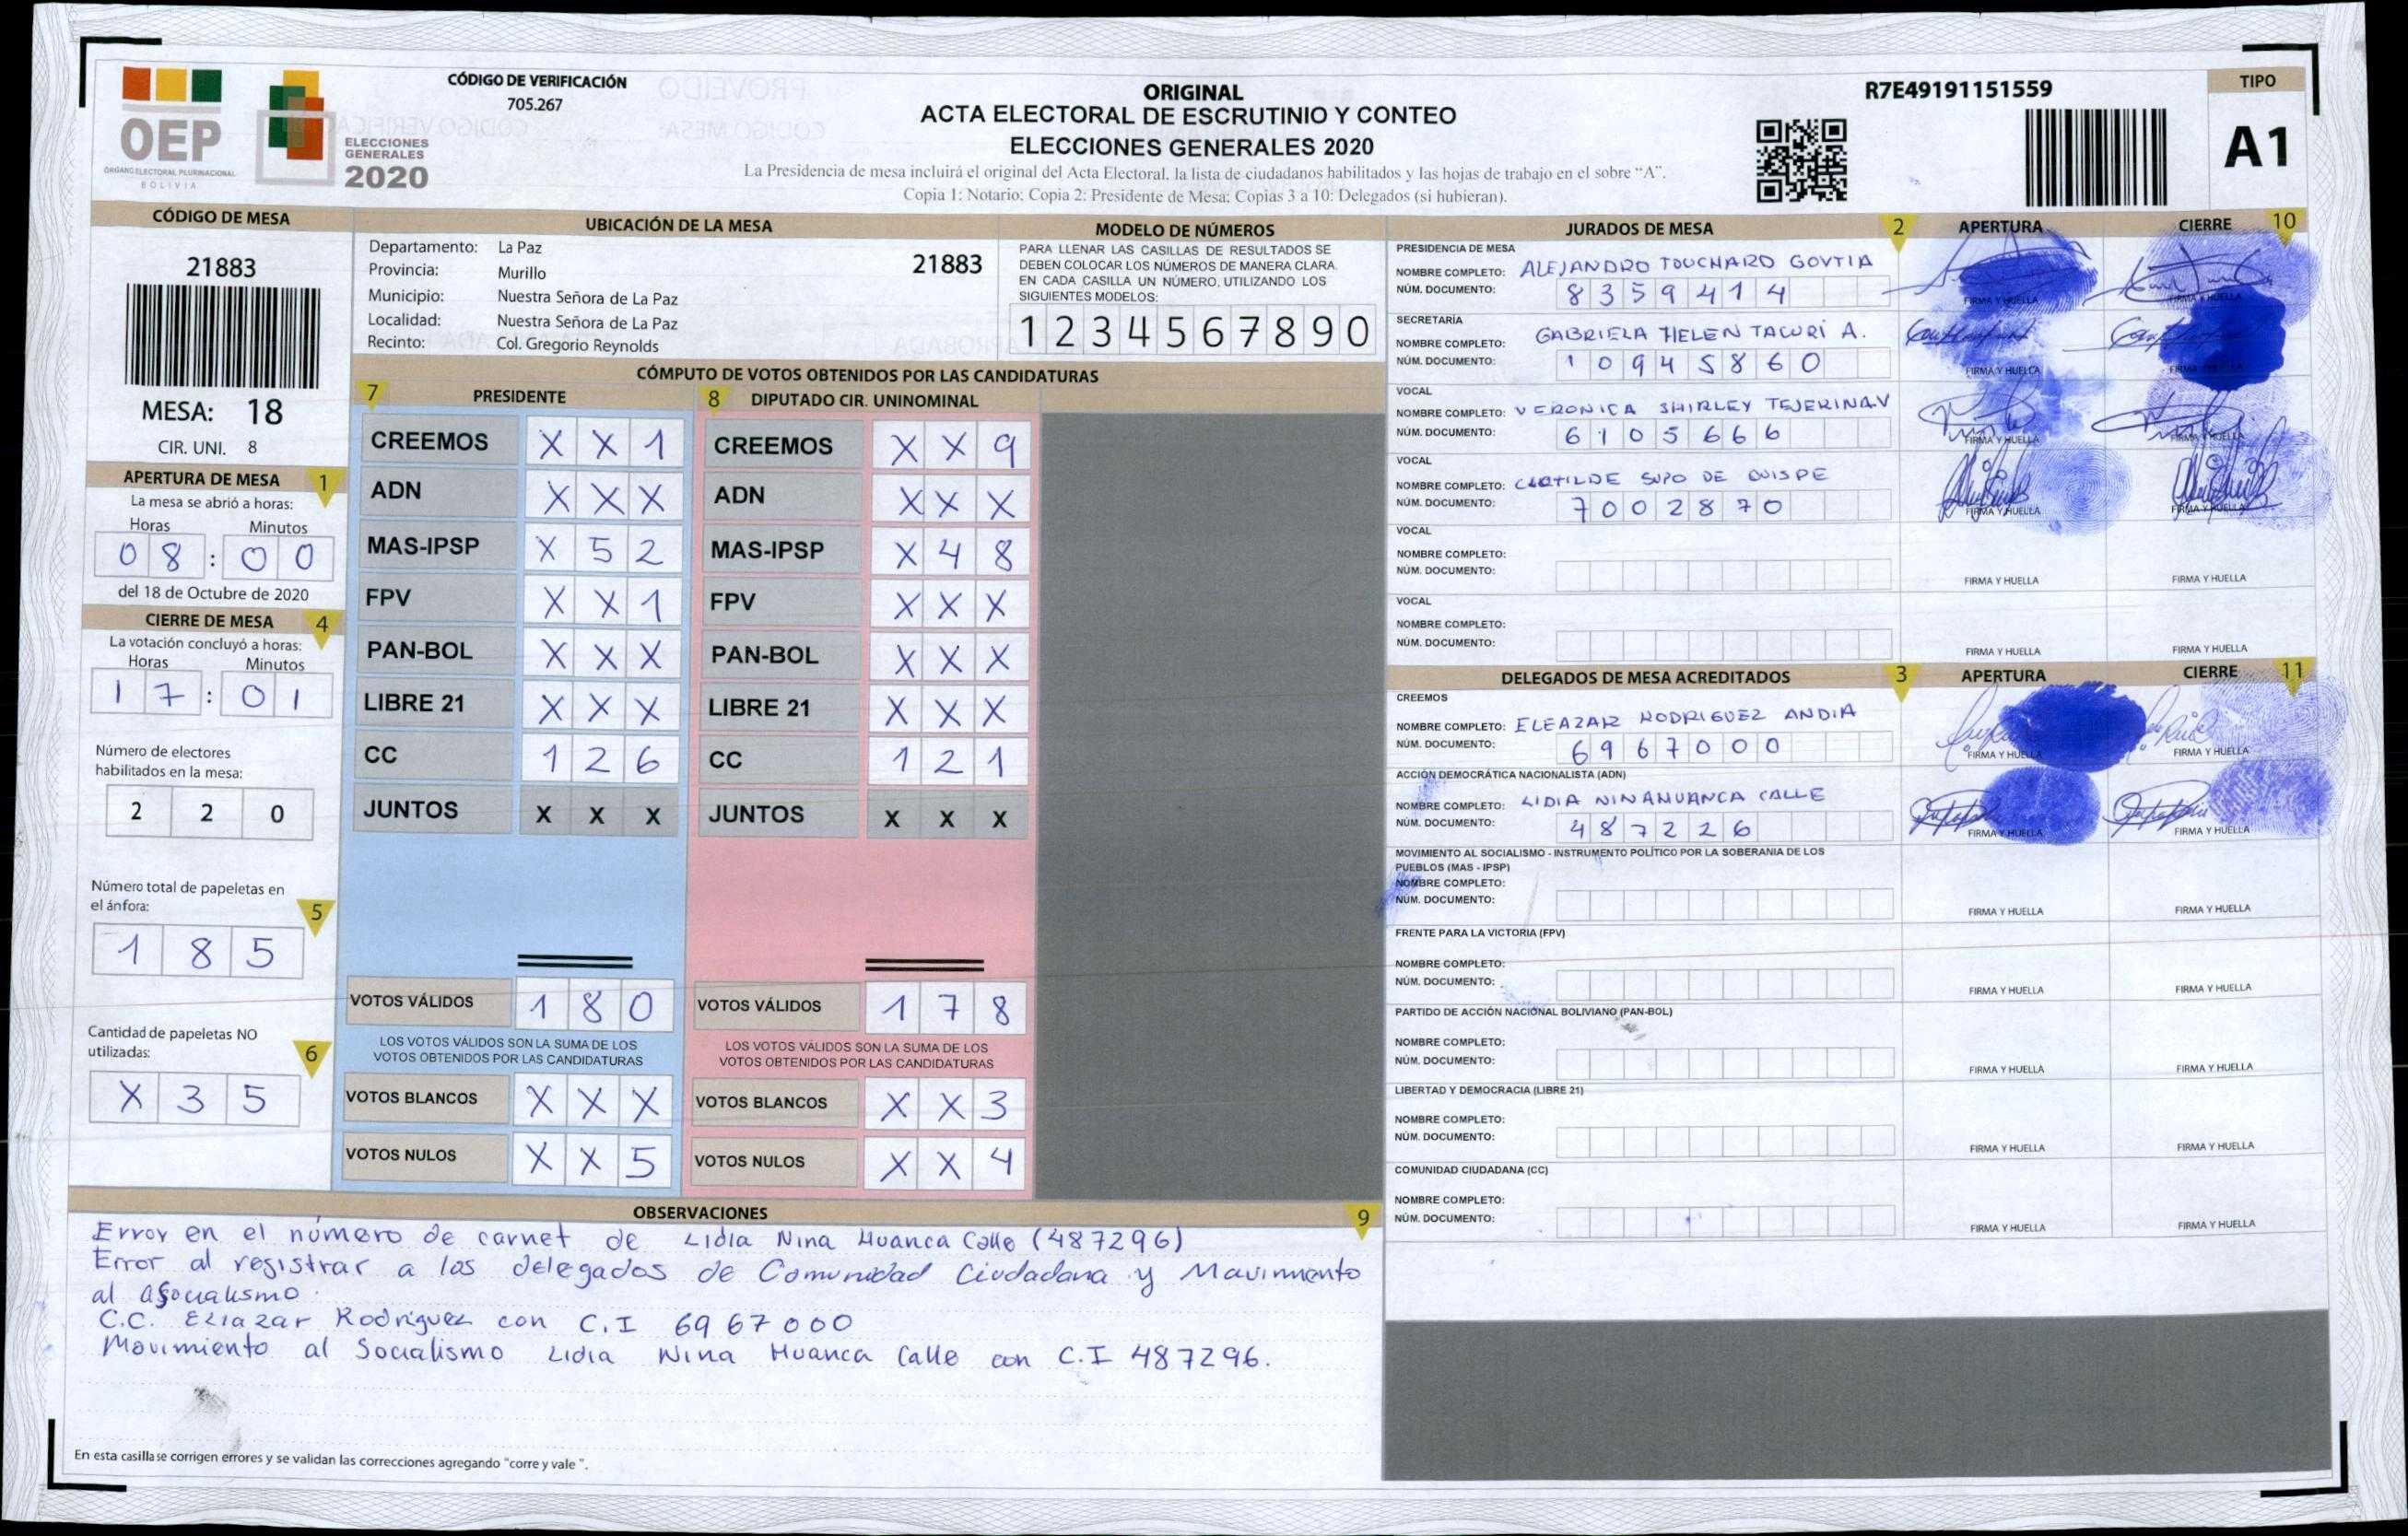 OEP
ÓRGANO ELECTORAL PLURINACIONAL
BOLIVIA
ELECCIONES
GENERALES
2020
CÓDIGO DE VERIFICACIÓN
705.267
ORIGINAL
ACTA ELECTORAL DE ESCRUTINIO Y CONTEO
ELECCIONES GENERALES 2020
La Presidencia de mesa incluirá el original del Acta Electoral, la lista de ciudadanos habilitados y las hojas de trabajo en el sobre “A”.
Copia 1: Notario; Copia 2: Presidente de Mesa; Copias 3 a 10: Delegados (si hubieran).
R7E49191151559
TIPO
A1
CÓDIGO DE MESA
21883
MESA: 18
CIR. UNI. 8
APERTURA DE MESA 1
La mesa se abrió a horas:
Horas Minutos
08 : 00
del 18 de Octubre de 2020
CIERRE DE MESA 4
La votación concluyó a horas:
Horas Minutos
17 : 01
Número de electores
habilitados en la mesa:
2 2 0
Número total de papeletas en
el ánfora: 5
1 8 5
Cantidad de papeletas NO
utilizadas: 6
X 3 5
UBICACIÓN DE LA MESA
Departamento: La Paz 21883
Provincia: Murillo
Municipio: Nuestra Señora de La Paz
Localidad: Nuestra Señora de La Paz
Recinto: Col. Gregorio Reynolds
MODELO DE NÚMEROS
PARA LLENAR LAS CASILLAS DE RESULTADOS SE
DEBEN COLOCAR LOS NÚMEROS DE MANERA CLARA.
EN CADA CASILLA UN NÚMERO, UTILIZANDO LOS
SIGUIENTES MODELOS:
1 2 3 4 5 6 7 8 9 0
CÓMPUTO DE VOTOS OBTENIDOS POR LAS CANDIDATURAS
7 PRESIDENTE
CREEMOS X X 1
ADN X X X
MAS-IPSP X 5 2
FPV X X 1
PAN-BOL X X X
LIBRE 21 X X X
CC 1 2 6
JUNTOS X X X
VOTOS VÁLIDOS 1 8 0
LOS VOTOS VÁLIDOS SON LA SUMA DE LOS
VOTOS OBTENIDOS POR LAS CANDIDATURAS
VOTOS BLANCOS X X X
VOTOS NULOS X X 5
8 DIPUTADO CIR. UNINOMINAL
CREEMOS X X 9
ADN X X X
MAS-IPSP X 4 8
FPV X X X
PAN-BOL X X X
LIBRE 21 X X X
CC 1 2 1
JUNTOS X X X
VOTOS VÁLIDOS 1 7 8
LOS VOTOS VÁLIDOS SON LA SUMA DE LOS
VOTOS OBTENIDOS POR LAS CANDIDATURAS
VOTOS BLANCOS X X 3
VOTOS NULOS X X 4
JURADOS DE MESA 2 APERTURA CIERRE 10
PRESIDENCIA DE MESA
NOMBRE COMPLETO: ALEJANDRO TOUCHARD GOVTIA
NÚM. DOCUMENTO: 8359414
FIRMA Y HUELLA FIRMA Y HUELLA
SECRETARÍA
NOMBRE COMPLETO: GABRIELA HELEN TACURI A.
NÚM. DOCUMENTO: 10945860
FIRMA Y HUELLA FIRMA Y HUELLA
VOCAL
NOMBRE COMPLETO: VERONICA SHIRLEY TEJERINA.V
NÚM. DOCUMENTO: 6105666
FIRMA Y HUELLA FIRMA Y HUELLA
VOCAL
NOMBRE COMPLETO: CLOTILDE SUPO DE QUISPE
NÚM. DOCUMENTO: 7002870
FIRMA Y HUELLA FIRMA Y HUELLA
VOCAL
NOMBRE COMPLETO:
NÚM. DOCUMENTO:
FIRMA Y HUELLA FIRMA Y HUELLA
VOCAL
NOMBRE COMPLETO:
NÚM. DOCUMENTO:
FIRMA Y HUELLA FIRMA Y HUELLA
DELEGADOS DE MESA ACREDITADOS 3 APERTURA CIERRE 11
CREEMOS
NOMBRE COMPLETO: ELEAZAR RODRIGUEZ ANDIA
NÚM. DOCUMENTO: 6967000
FIRMA Y HUELLA FIRMA Y HUELLA
ACCIÓN DEMOCRÁTICA NACIONALISTA (ADN)
NOMBRE COMPLETO: LIDIA NINAHUANCA CALLE
NÚM. DOCUMENTO: 487226
FIRMA Y HUELLA FIRMA Y HUELLA
MOVIMIENTO AL SOCIALISMO - INSTRUMENTO POLÍTICO POR LA SOBERANIA DE LOS
PUEBLOS (MAS - IPSP)
NOMBRE COMPLETO:
NÚM. DOCUMENTO:
FIRMA Y HUELLA FIRMA Y HUELLA
FRENTE PARA LA VICTORIA (FPV)
NOMBRE COMPLETO:
NÚM. DOCUMENTO:
FIRMA Y HUELLA FIRMA Y HUELLA
PARTIDO DE ACCIÓN NACIONAL BOLIVIANO (PAN-BOL)
NOMBRE COMPLETO:
NÚM. DOCUMENTO:
FIRMA Y HUELLA FIRMA Y HUELLA
LIBERTAD Y DEMOCRACIA (LIBRE 21)
NOMBRE COMPLETO:
NÚM. DOCUMENTO:
FIRMA Y HUELLA FIRMA Y HUELLA
COMUNIDAD CIUDADANA (CC)
NOMBRE COMPLETO:
NÚM. DOCUMENTO:
FIRMA Y HUELLA FIRMA Y HUELLA
OBSERVACIONES 9
Error en el número de carnet de Lidia Nina Huanca Calle (487296)
Error al registrar a los delegados de Comunidad Ciudadana y Mavimiento
al asocialismo.
C.C. Eliazar Rodríguez con C.I 6967000
Movimiento al Socialismo Lidia Nina Huanca Calle con C.I 487296.
En esta casilla se corrigen errores y se validan las correcciones agregando "corre y vale ".